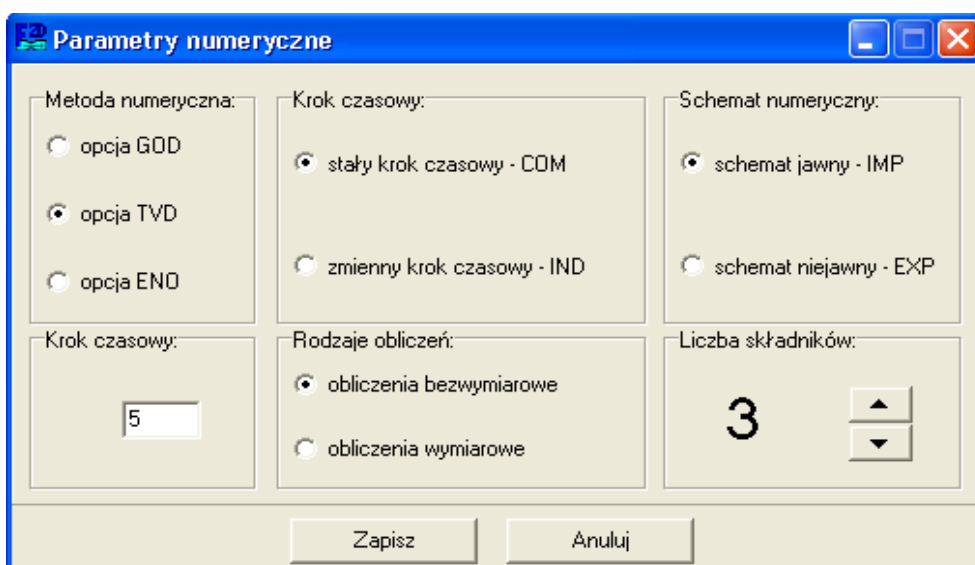 Parametry numeryczne
Metoda numeryczna:
opcja GOD
opcja TVD
opcja ENO
Krok czasowy:
stały krok czasowy - COM
zmienny krok czasowy - IND
Schemat numeryczny:
schemat jawny - IMP
schemat niejawny - EXP
Krok czasowy:
5
Rodzaje obliczeń:
obliczenia bezwymiarowe
obliczenia wymiarowe
Liczba składników:
3
Zapisz
Anuluj